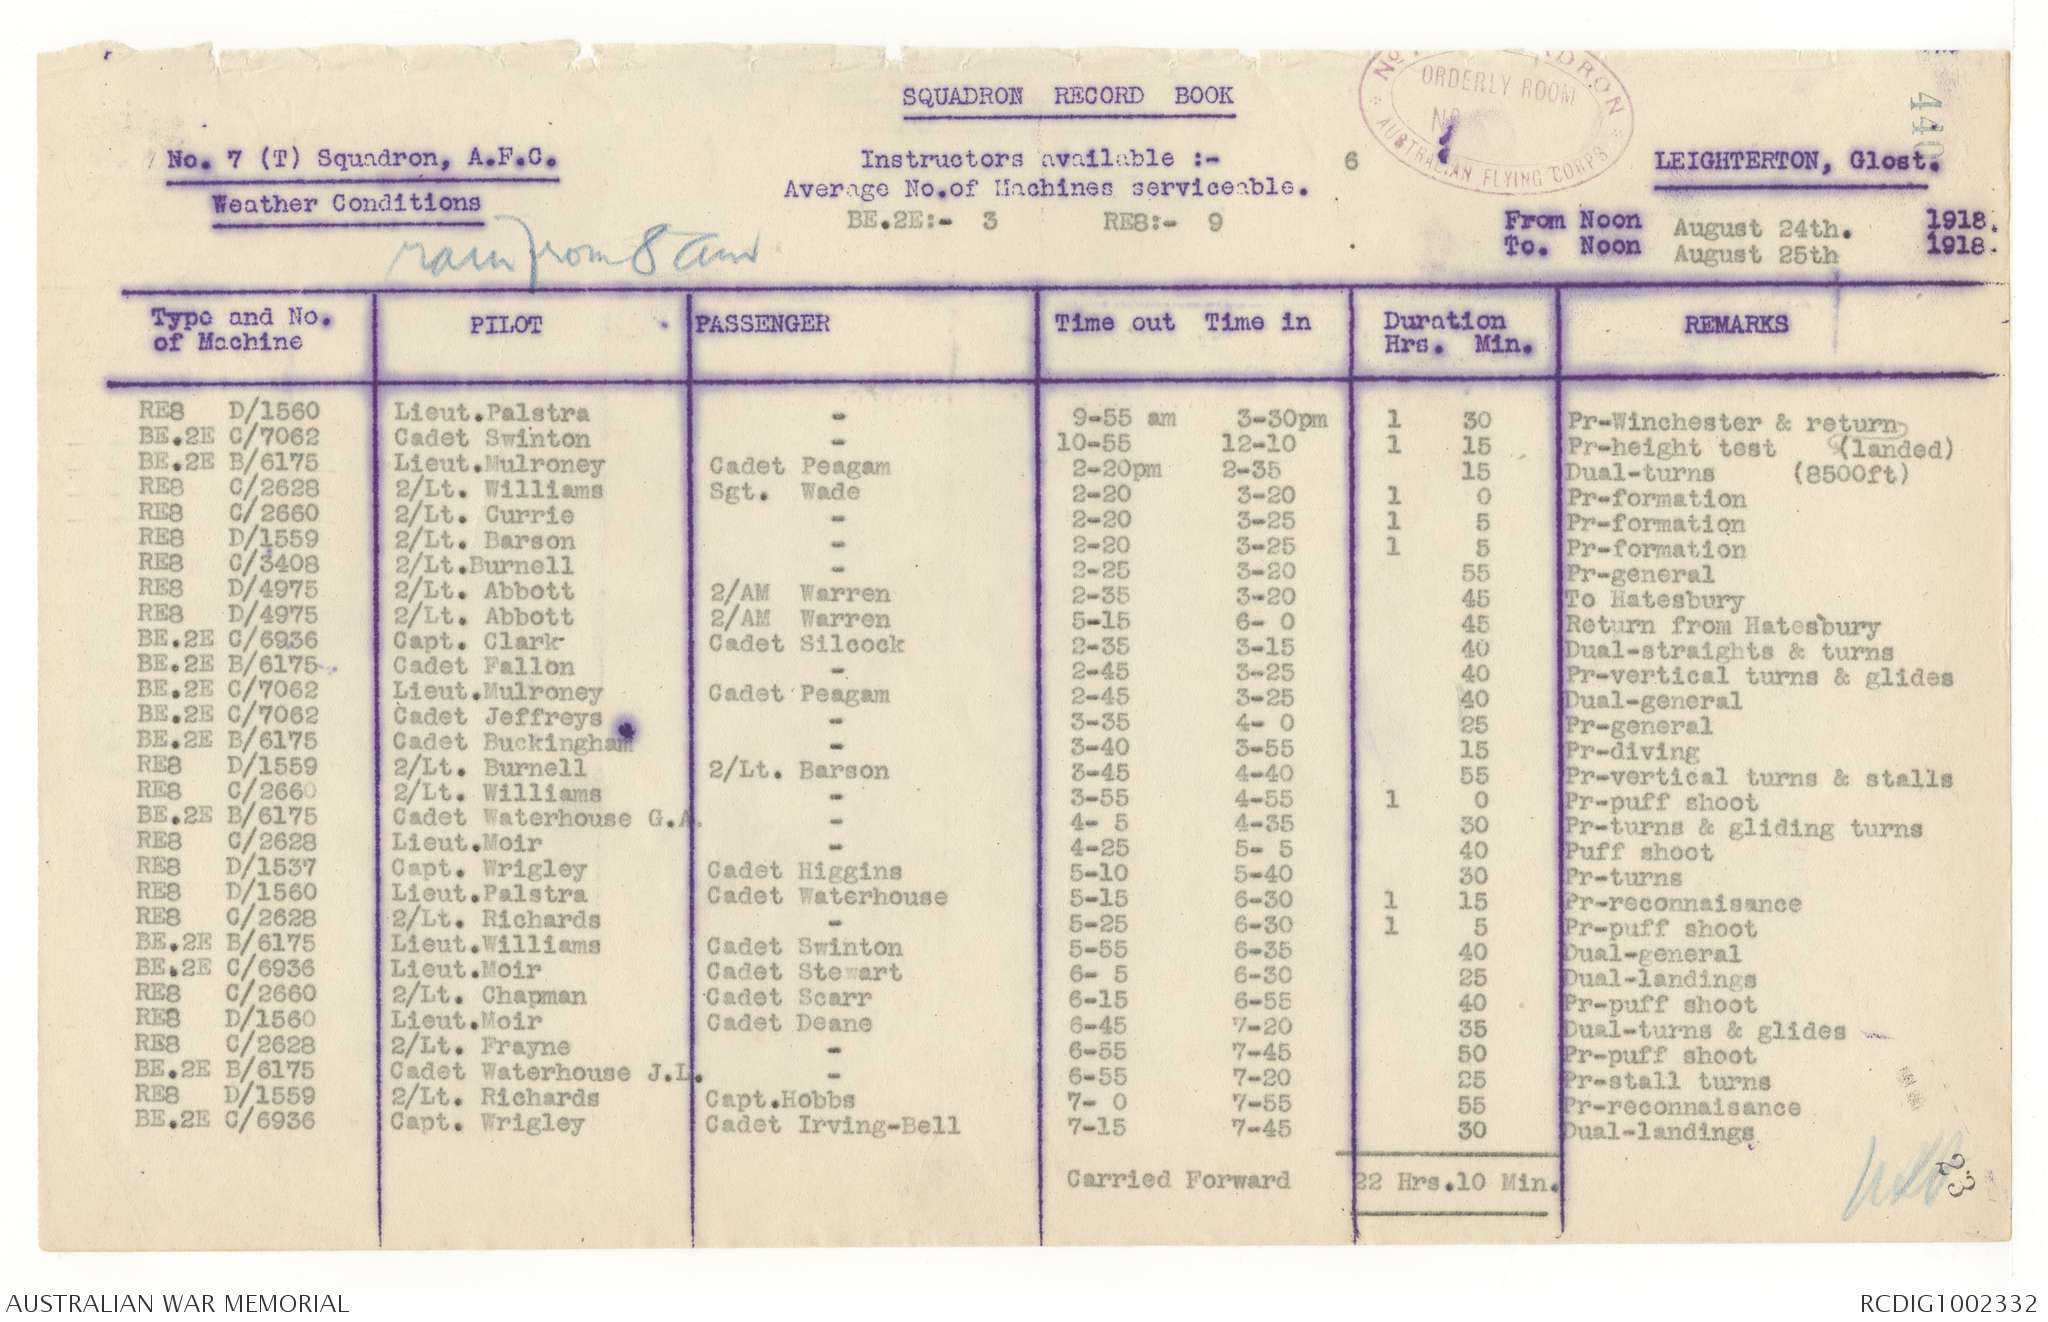 SQUADRON RECORD BOOK
ORDERLY ROOM
No
AUSTRALIAN FLYING CORPS
440
No. 7 (T) Squadron, A.F.C. Instructors available :- 6 LEIGHTERTON, Glost.
Weather Conditions Average No.of Machines serviceable.
BE.2E:- 3 RE8:- 9 From Noon August 24th. 1918.
rain from 8 am To. Noon August 25th 1918.
Type and No. of Machine PILOT PASSENGER Time out Time in Duration Hrs. Min. REMARKS
RE8 D/1560 Lieut.Palstra - 9-55 am 3-30pm 1 30 Pr-Winchester & return
BE.2E C/7062 Cadet Swinton - 10-55 12-10 1 15 Pr-height test (landed)
BE.2E B/6175 Lieut.Mulroney Cadet Peagam 2-20pm 2-35 15 Dual-turns (8500ft)
RE8 C/2628 2/Lt. Williams Sgt. Wade 2-20 3-20 1 0 Pr-formation
RE8 C/2660 2/Lt. Currie - 2-20 3-25 1 5 Pr-formation
RE8 D/1559 2/Lt. Barson - 2-20 3-25 1 5 Pr-formation
RE8 C/3408 2/Lt.Burnell - 2-25 3-20 55 Pr-general
RE8 D/4975 2/Lt. Abbott 2/AM Warren 2-35 3-20 45 To Hatesbury
RE8 D/4975 2/Lt. Abbott 2/AM Warren 5-15 6- 0 45 Return from Hatesbury
BE.2E C/6936 Capt. Clark Cadet Silcock 2-35 3-15 40 Dual-straights & turns
BE.2E B/6175 Cadet Fallon - 2-45 3-25 40 Pr-vertical turns & glides
BE.2E C/7062 Lieut.Mulroney Cadet Peagam 2-45 3-25 40 Dual-general
BE.2E C/7062 Cadet Jeffreys - 3-35 4- 0 25 Pr-general
BE.2E B/6175 Cadet Buckingham - 3-40 3-55 15 Pr-diving
RE8 D/1559 2/Lt. Burnell 2/Lt. Barson 3-45 4-40 55 Pr-vertical turns & stalls
RE8 C/2660 2/Lt. Williams - 3-55 4-55 1 0 Pr-puff shoot
BE.2E B/6175 Cadet Waterhouse G.A. - 4- 5 4-35 30 Pr-turns & gliding turns
RE8 C/2628 Lieut.Moir - 4-25 5- 5 40 Puff shoot
RE8 D/1537 Capt. Wrigley Cadet Higgins 5-10 5-40 30 Pr-turns
RE8 D/1560 Lieut.Palstra Cadet Waterhouse 5-15 6-30 1 15 Pr-reconnaisance
RE8 C/2628 2/Lt. Richards - 5-25 6-30 1 5 Pr-puff shoot
BE.2E B/6175 Lieut.Williams Cadet Swinton 5-55 6-35 40 Dual-general
BE.2E C/6936 Lieut.Moir Cadet Stewart 6- 5 6-30 25 Dual-landings
RE8 C/2660 2/Lt. Chapman Cadet Scarr 6-15 6-55 40 Pr-puff shoot
RE8 D/1560 Lieut.Moir Cadet Deane 6-45 7-20 35 Dual-turns & glides
RE8 C/2628 2/Lt. Frayne - 6-55 7-45 50 Pr-puff shoot
BE.2E B/6175 Cadet Waterhouse J.L. - 6-55 7-20 25 Pr-stall turns
RE8 D/1559 2/Lt. Richards Capt.Hobbs 7- 0 7-55 55 Pr-reconnaisance
BE.2E C/6936 Capt. Wrigley Cadet Irving-Bell 7-15 7-45 30 Dual-landings
Carried Forward 22 Hrs.10 Min.
23
AUSTRALIAN WAR MEMORIAL RCDIG1002332